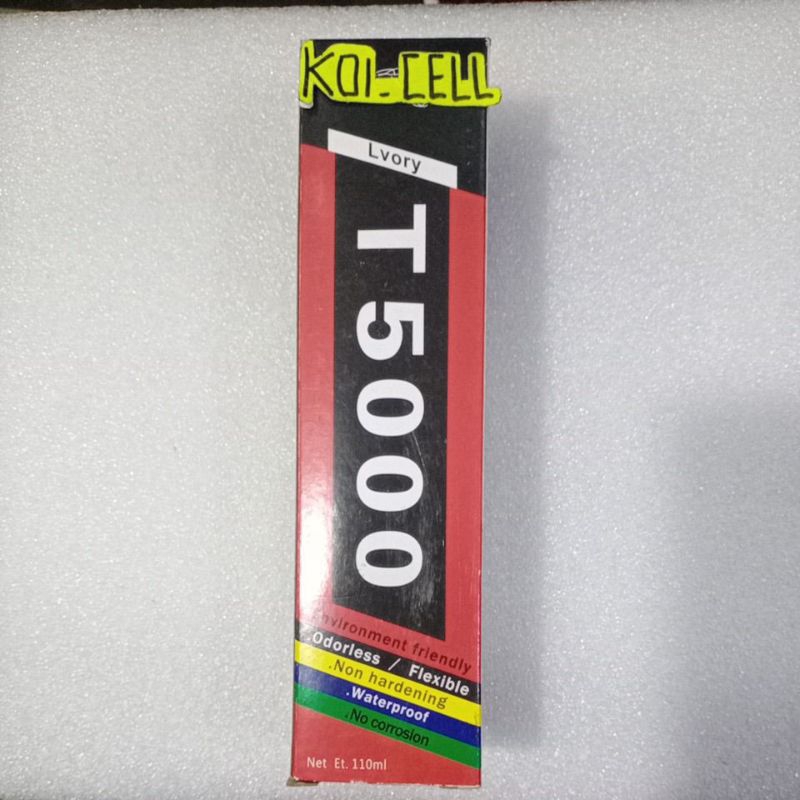 KOI.CELL
Lvory
T5000
Environment friendly
.Odorless / Flexible
.Non hardening
.Waterproof
.No corrosion
Net Et. 110ml